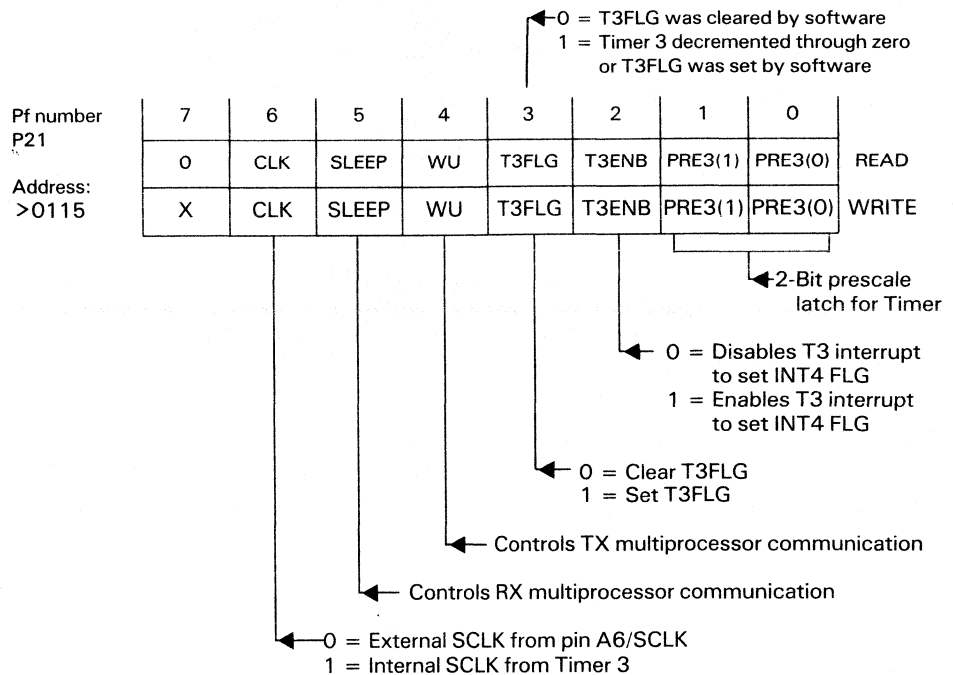 0 = T3FLG was cleared by software
1 = Timer 3 decremented through zero
or T3FLG was set by software
Pf number
P21
7 6 5 4 3 2 1 0
0 CLK SLEEP WU T3FLG T3ENB PRE3(1) PRE3(0) READ
Address:
>0115
X CLK SLEEP WU T3FLG T3ENB PRE3(1) PRE3(0) WRITE
2-Bit prescale
latch for Timer
0 = Disables T3 interrupt
to set INT4 FLG
1 = Enables T3 interrupt
to set INT4 FLG
0 = Clear T3FLG
1 = Set T3FLG
Controls TX multiprocessor communication
Controls RX multiprocessor communication
0 = External SCLK from pin A6/SCLK
1 = Internal SCLK from Timer 3